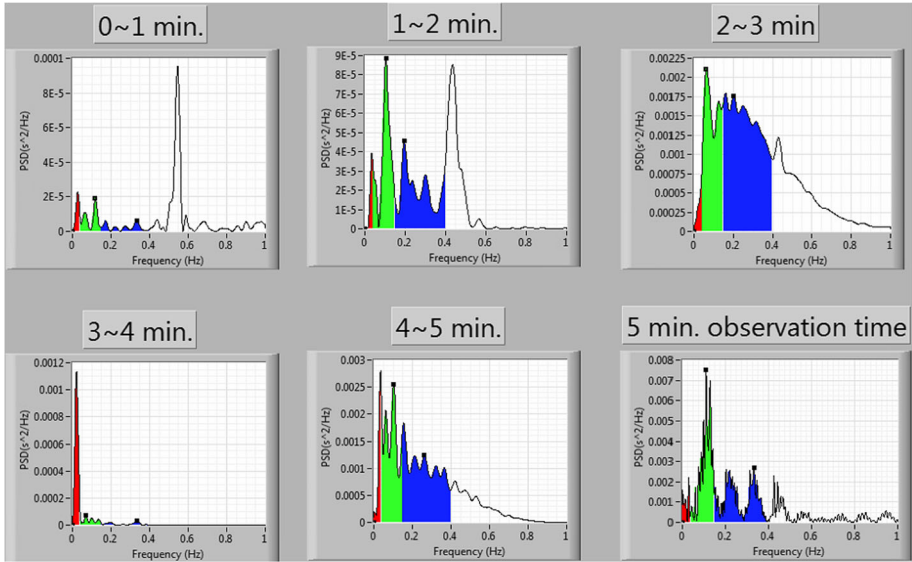 0~1 min.
PSD(s^2/Hz)
0.0001
8E-5
6E-5
4E-5
2E-5
0
0 0.2 0.4 0.6 0.8 1
Frequency (Hz)
1~2 min.
PSD(s^2/Hz)
9E-5
8E-5
7E-5
6E-5
5E-5
4E-5
3E-5
2E-5
1E-5
0
0 0.2 0.4 0.6 0.8 1
Frequency (Hz)
2~3 min
PSD(s^2/Hz)
0.00225
0.002
0.00175
0.0015
0.00125
0.001
0.00075
0.0005
0.00025
0
0 0.2 0.4 0.6 0.8 1
Frequency (Hz)
3~4 min.
PSD(s^2/Hz)
0.0012
0.001
0.0008
0.0006
0.0004
0.0002
0
0 0.2 0.4 0.6 0.8 1
Frequency (Hz)
4~5 min.
PSD(s^2/Hz)
0.003
0.0025
0.002
0.0015
0.001
0.0005
0
0 0.2 0.4 0.6 0.8 1
Frequency (Hz)
5 min. observation time
PSD(s^2/Hz)
0.008
0.007
0.006
0.005
0.004
0.003
0.002
0.001
0
0 0.2 0.4 0.6 0.8 1
Frequency (Hz)